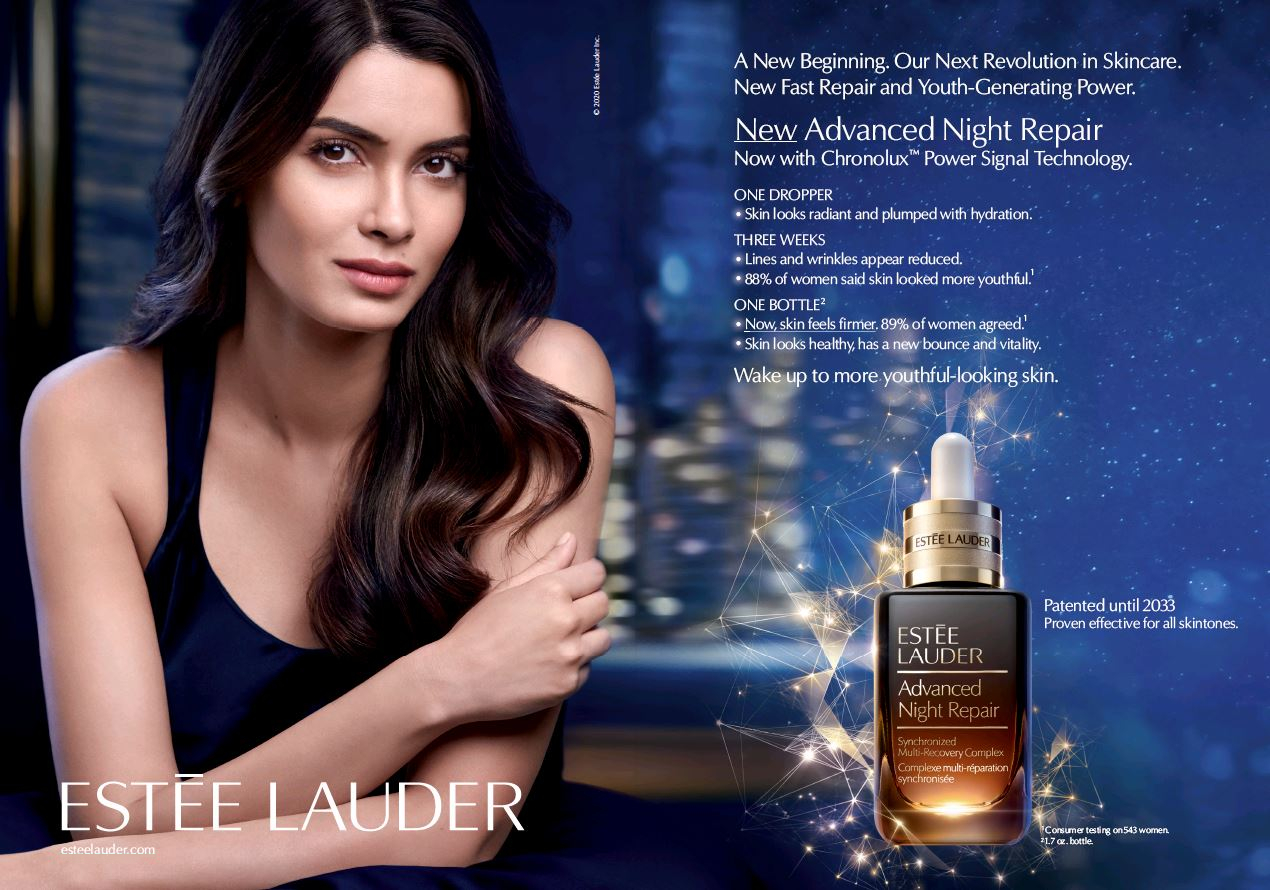 © 2020 Estée Lauder Inc.
A New Beginning. Our Next Revolution in Skincare.
New Fast Repair and Youth-Generating Power.
New Advanced Night Repair
Now with Chronolux™ Power Signal Technology.
ONE DROPPER
• Skin looks radiant and plumped with hydration.
THREE WEEKS
• Lines and wrinkles appear reduced.
• 88% of women said skin looked more youthful.¹
ONE BOTTLE²
• Now, skin feels firmer. 89% of women agreed.¹
• Skin looks healthy, has a new bounce and vitality.
Wake up to more youthful-looking skin.
ESTĒE LAUDER
ESTĒE
LAUDER
Advanced
Night Repair
Synchronized
Multi-Recovery Complex
Complexe multi-réparation
synchronisée
Patented until 2033
Proven effective for all skintones.
ESTĒE LAUDER
esteelauder.com
¹Consumer testing on 543 women.
²1.7 oz. bottle.